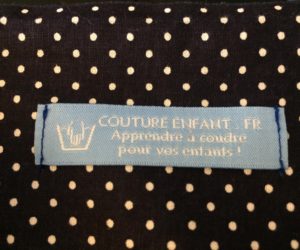 COUTURE ENFANT . FR
Apprendre à coudre
pour vos enfants !